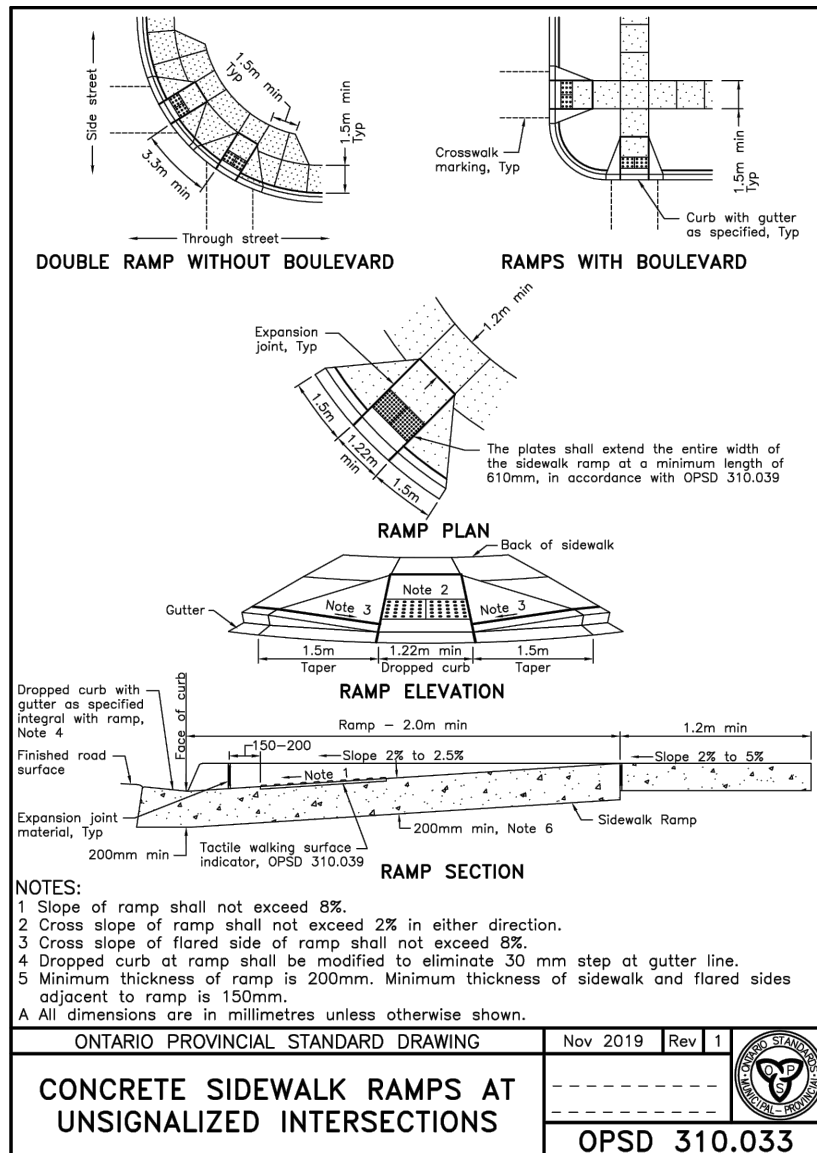 Side street
1.5m min
Typ
1.5m min
Typ
3.3m min
Through street
DOUBLE RAMP WITHOUT BOULEVARD
Crosswalk
marking, Typ
1.5m min
Typ
Curb with gutter
as specified, Typ
RAMPS WITH BOULEVARD
Expansion
joint, Typ
1.2m min
1.5m
1.22m
min
1.5m
The plates shall extend the entire width of
the sidewalk ramp at a minimum length of
610mm, in accordance with OPSD 310.039
RAMP PLAN
Back of sidewalk
Note 2
Note 3
Note 3
Gutter
1.5m
Taper
1.22m min
Dropped curb
1.5m
Taper
RAMP ELEVATION
Dropped curb with
gutter as specified
integral with ramp,
Note 4
Face of curb
Ramp – 2.0m min
1.2m min
150–200
Slope 2% to 2.5%
Slope 2% to 5%
Finished road
surface
Note 1
Expansion joint
material, Typ
200mm min
Tactile walking surface
indicator, OPSD 310.039
200mm min, Note 6
Sidewalk Ramp
RAMP SECTION
NOTES:
1 Slope of ramp shall not exceed 8%.
2 Cross slope of ramp shall not exceed 2% in either direction.
3 Cross slope of flared side of ramp shall not exceed 8%.
4 Dropped curb at ramp shall be modified to eliminate 30 mm step at gutter line.
5 Minimum thickness of ramp is 200mm. Minimum thickness of sidewalk and flared sides
adjacent to ramp is 150mm.
A All dimensions are in millimetres unless otherwise shown.
ONTARIO PROVINCIAL STANDARD DRAWING
Nov 2019
Rev
1
CONCRETE SIDEWALK RAMPS AT
UNSIGNALIZED INTERSECTIONS
ONTARIO STANDARDS
MUNICIPAL-PROVINCIAL
O P
S
OPSD 310.033